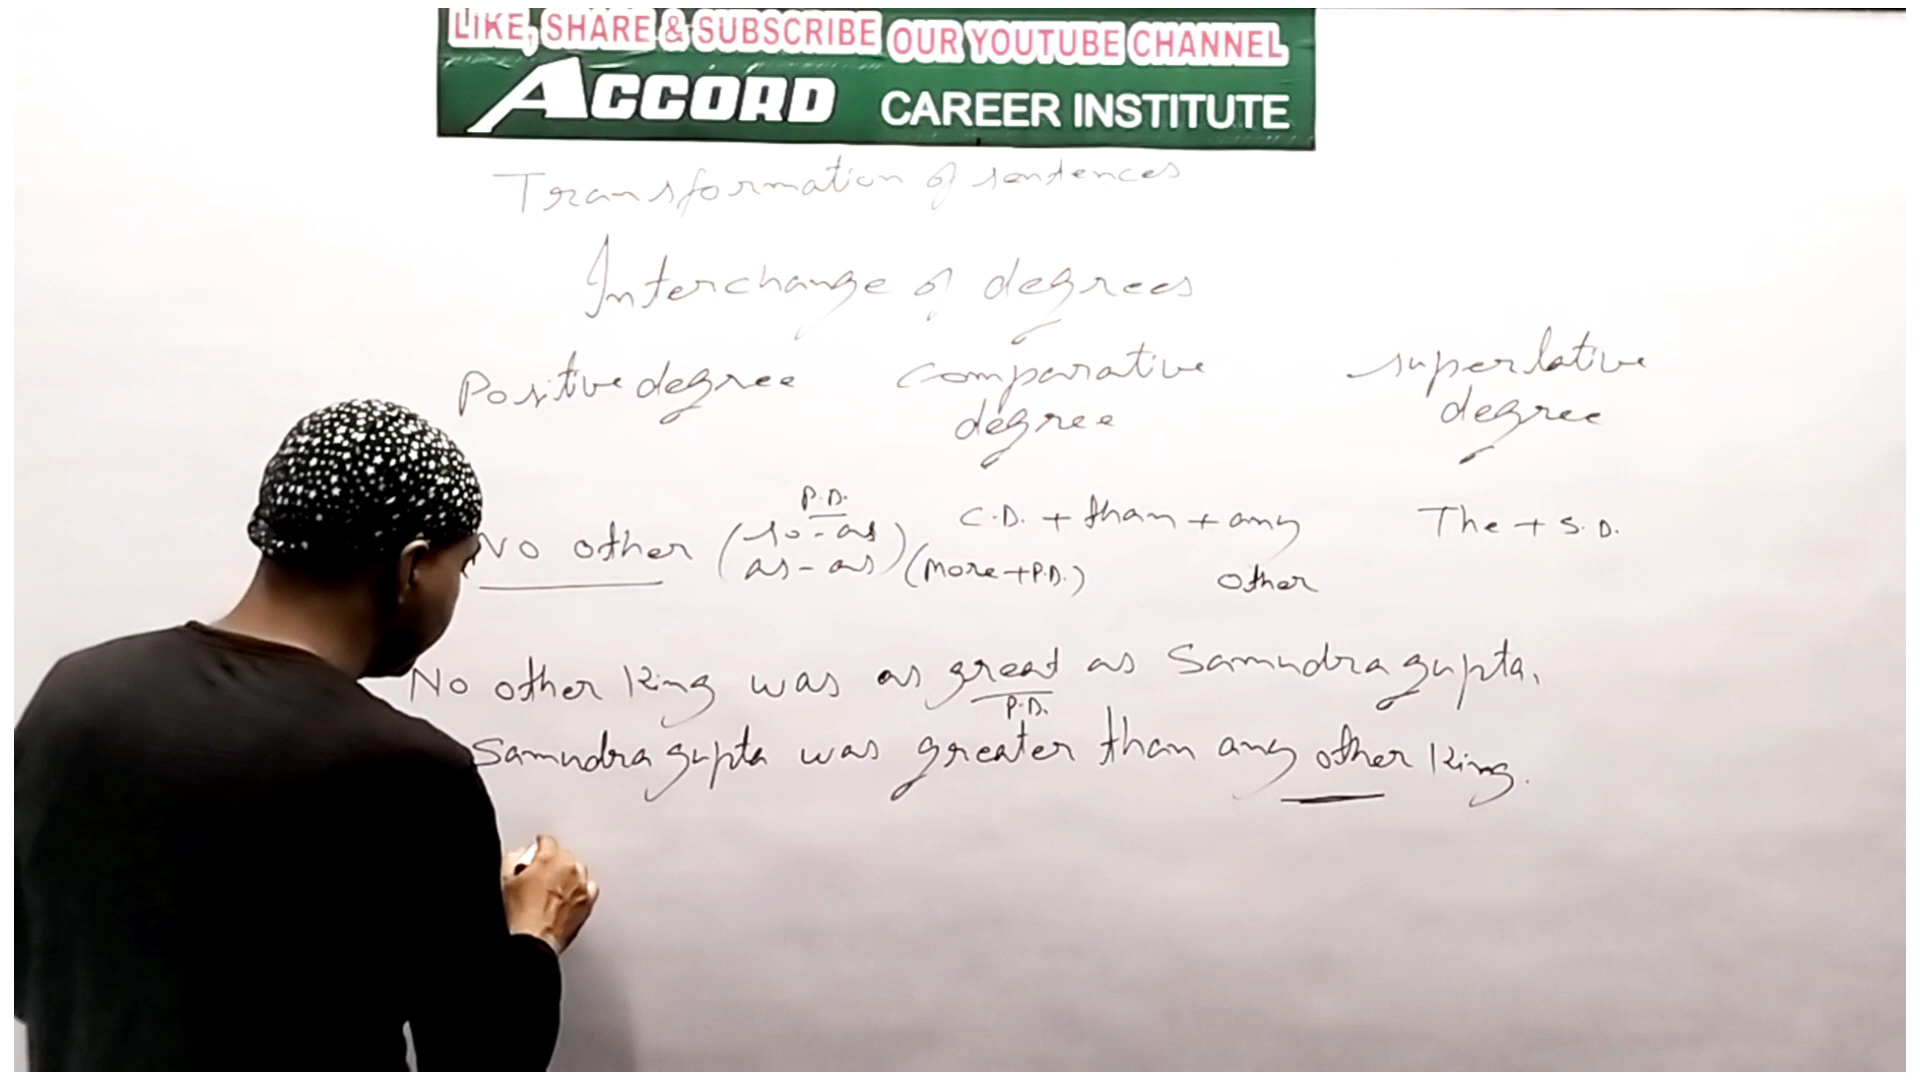 LIKE, SHARE & SUBSCRIBE OUR YOUTUBE CHANNEL
ACCORD CAREER INSTITUTE
Transformation of sentences
Interchange of degrees
Positive degree comparative degree superlative degree
No other (P.D. so-as as-as) C.D. + than + any other (more+P.D.) The + S.D.
No other king was as great as Samudragupta.
P.D.
Samudragupta was greater than any other king.